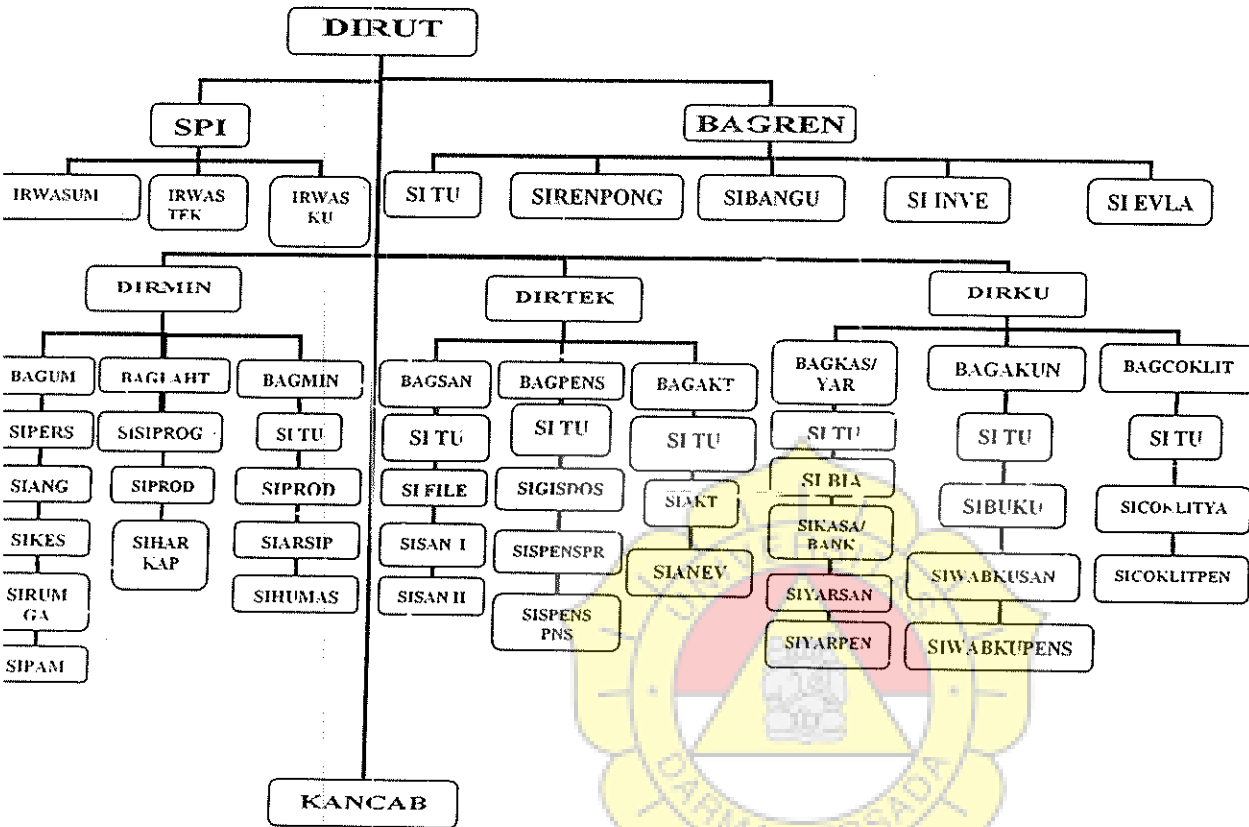 DIRUT
SPI
BAGREN
IRWASUM
IRWAS
TEK
IRWAS
KU
SI TU
SIRENPONG
SIBANGU
SI INVE
SI EVLA
DIRMIN
DIRTEK
DIRKU
BAGUM
BAGLAHT
BAGMIN
BAGSAN
BAGPENS
BAGAKT
BAGKAS/
YAR
BAGAKUN
BAGCOKLIT
SIPERS
SISIPROG
SI TU
SI TU
SI TU
SI TU
SI TU
SI TU
SI TU
SIANG
SIPROD
SIPROD
SI FILE
SIGISDOS
SIAKT
SI BIA
SIBUKU
SICOKLITYA
SIKES
SIHAR
KAP
SIARSIP
SISAN I
SISPENSPR
SIANEV
SIKASA/
BANK
SIWABKUSAN
SICOKLITPEN
SIRUM
GA
SIHUMAS
SISAN II
SISPENS
PNS
SIYARSAN
SIWABKUPENS
SIPAM
SIYARPEN
KANCAB